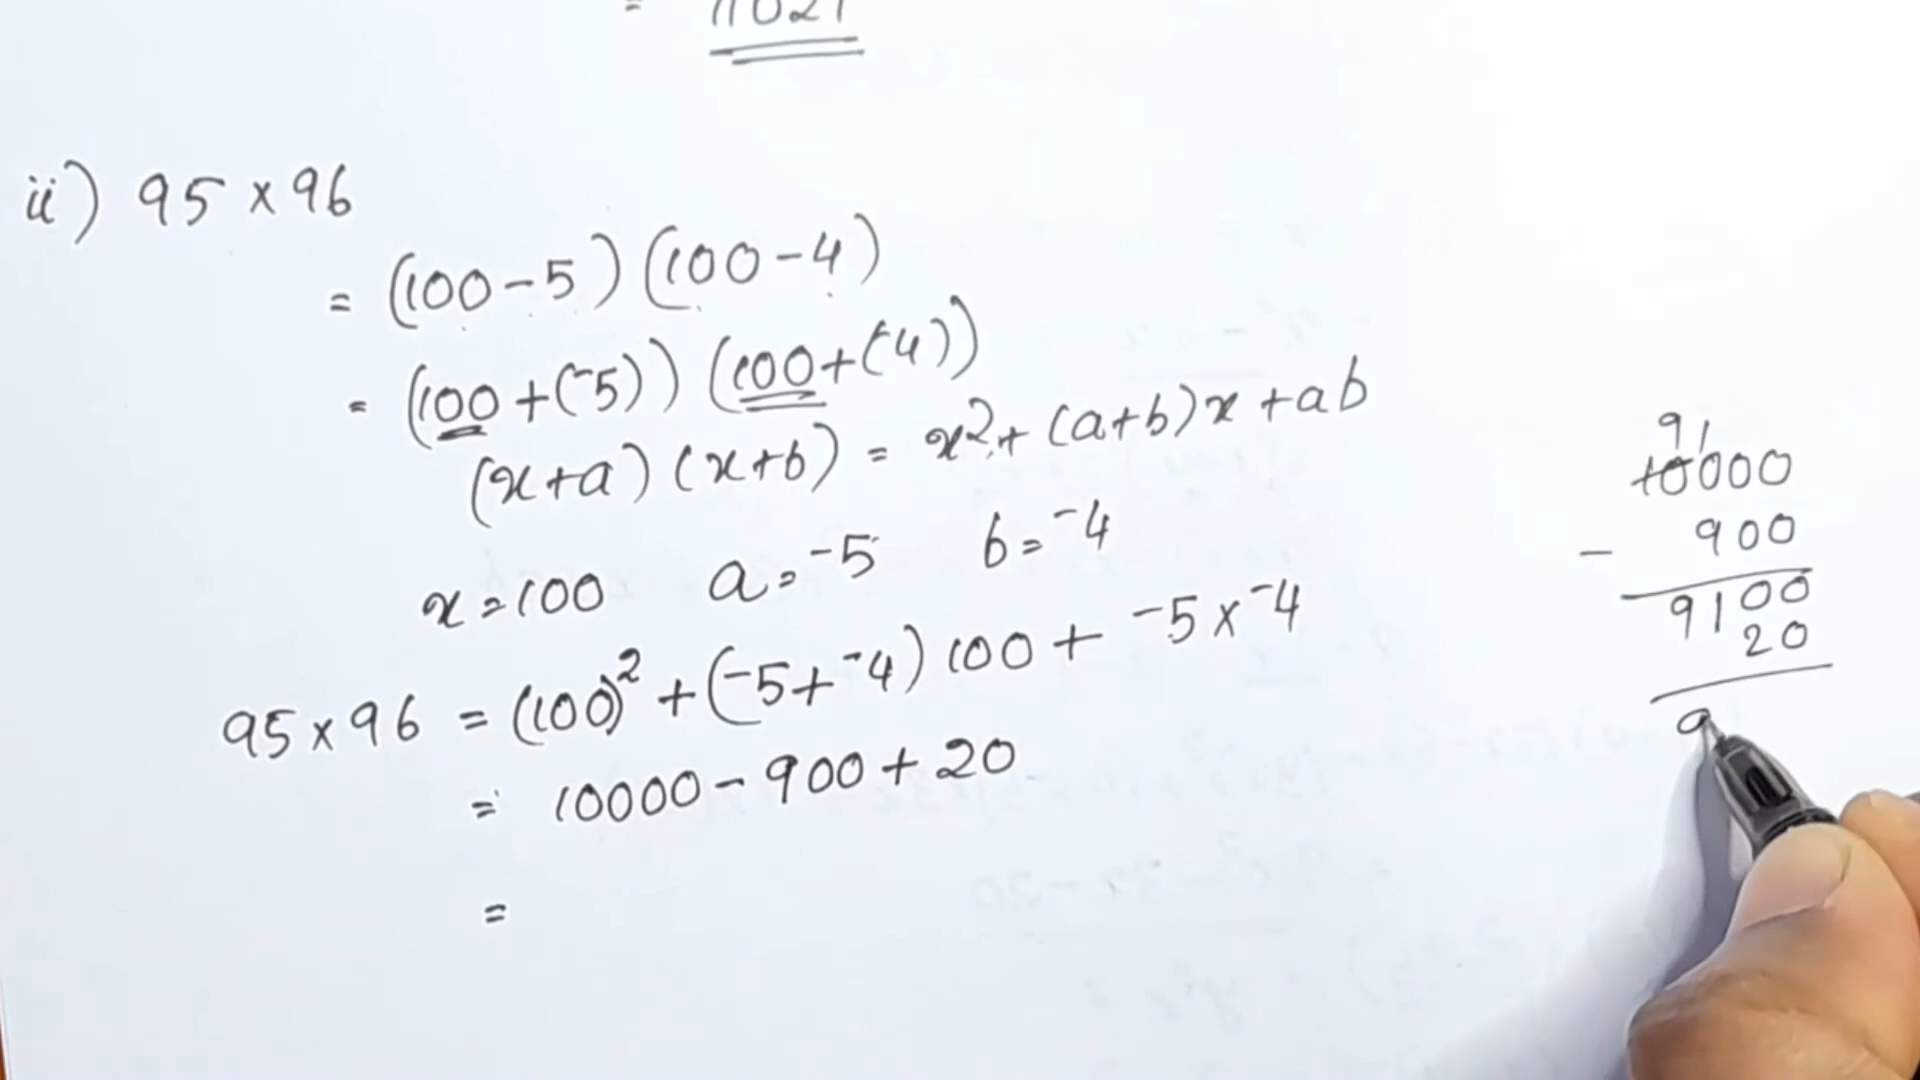 = 11021
ii) 95 × 96
= (100-5) (100-4)
= (100+(⁻5)) (100+(⁻4))
(x+a) (x+b) = x²+ (a+b)x + ab
x=100 a=⁻5 b=⁻4
95×96 = (100)² + (⁻5+⁻4) 100 + ⁻5×⁻4
= 10000 - 900 + 20
=
91
10000
- 900
9100
20
9